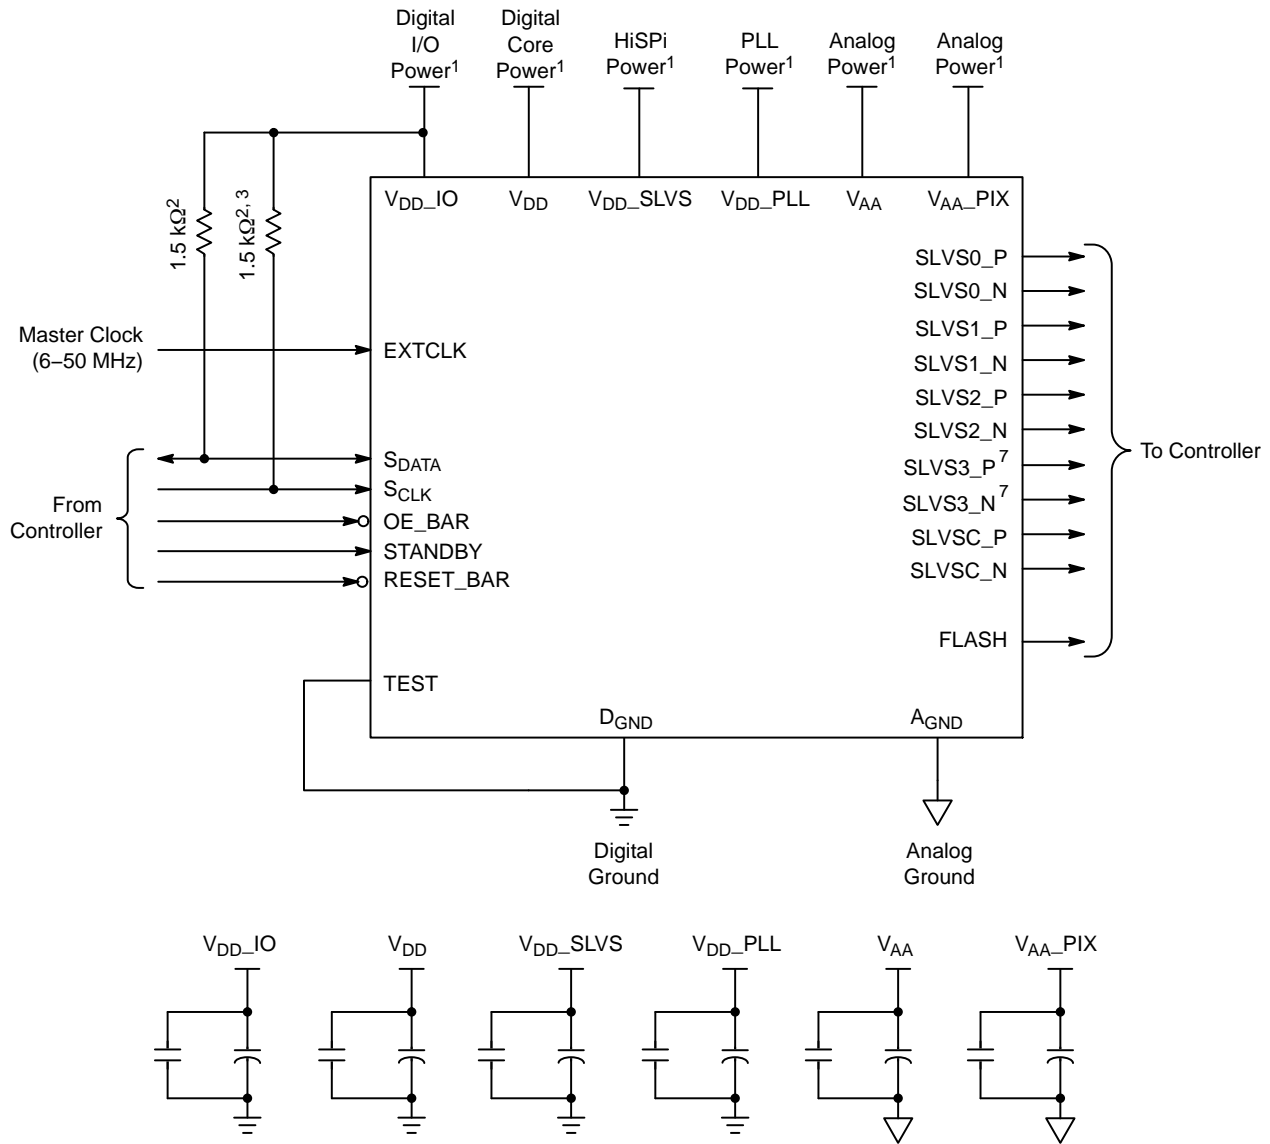 Digital
I/O
Power1
Digital
Core
Power1
HiSPi
Power1
PLL
Power1
Analog
Power1
Analog
Power1
VDD_IO
VDD
VDD_SLVS
VDD_PLL
VAA
VAA_PIX
1.5 kΩ2
1.5 kΩ2, 3
Master Clock
(6–50 MHz)
EXTCLK
From
Controller
SDATA
SCLK
OE_BAR
STANDBY
RESET_BAR
TEST
SLVS0_P
SLVS0_N
SLVS1_P
SLVS1_N
SLVS2_P
SLVS2_N
SLVS3_P7
SLVS3_N7
SLVSC_P
SLVSC_N
FLASH
To Controller
DGND
AGND
Digital
Ground
Analog
Ground
VDD_IO
VDD
VDD_SLVS
VDD_PLL
VAA
VAA_PIX